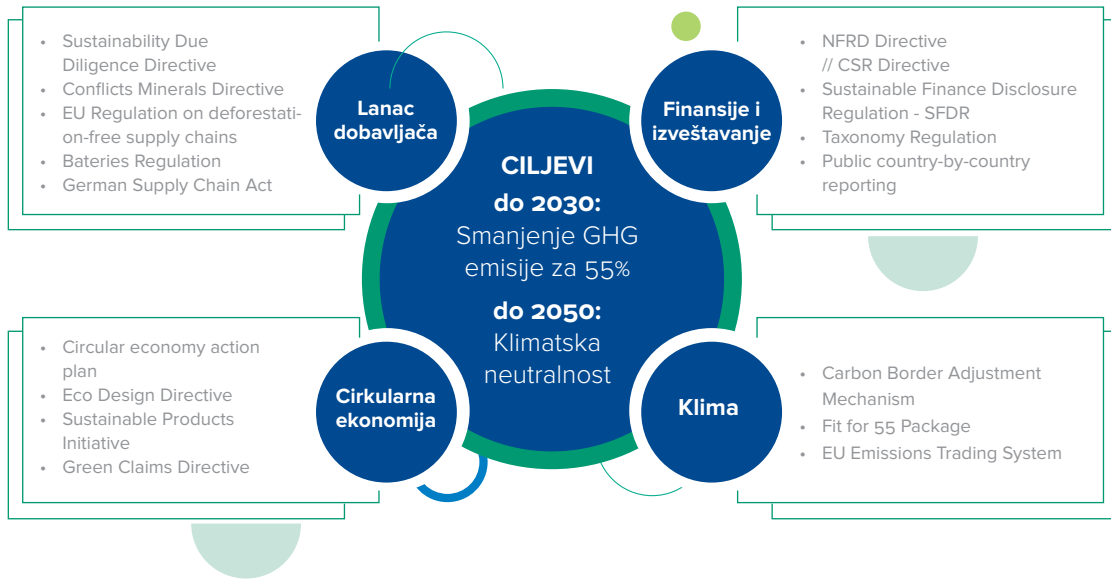 • Sustainability Due
Diligence Directive
• Conflicts Minerals Directive
• EU Regulation on deforestati-
on-free supply chains
• Bateries Regulation
• German Supply Chain Act
Lanac
dobavljača
Finansije i
izveštavanje
• NFRD Directive
// CSR Directive
• Sustainable Finance Disclosure
Regulation - SFDR
• Taxonomy Regulation
• Public country-by-country
reporting
CILJEVI
do 2030:
Smanjenje GHG
emisije za 55%
do 2050:
Klimatska
neutralnost
• Circular economy action
plan
• Eco Design Directive
• Sustainable Products
Initiative
• Green Claims Directive
Cirkularna
ekonomija
Klima
• Carbon Border Adjustment
Mechanism
• Fit for 55 Package
• EU Emissions Trading System